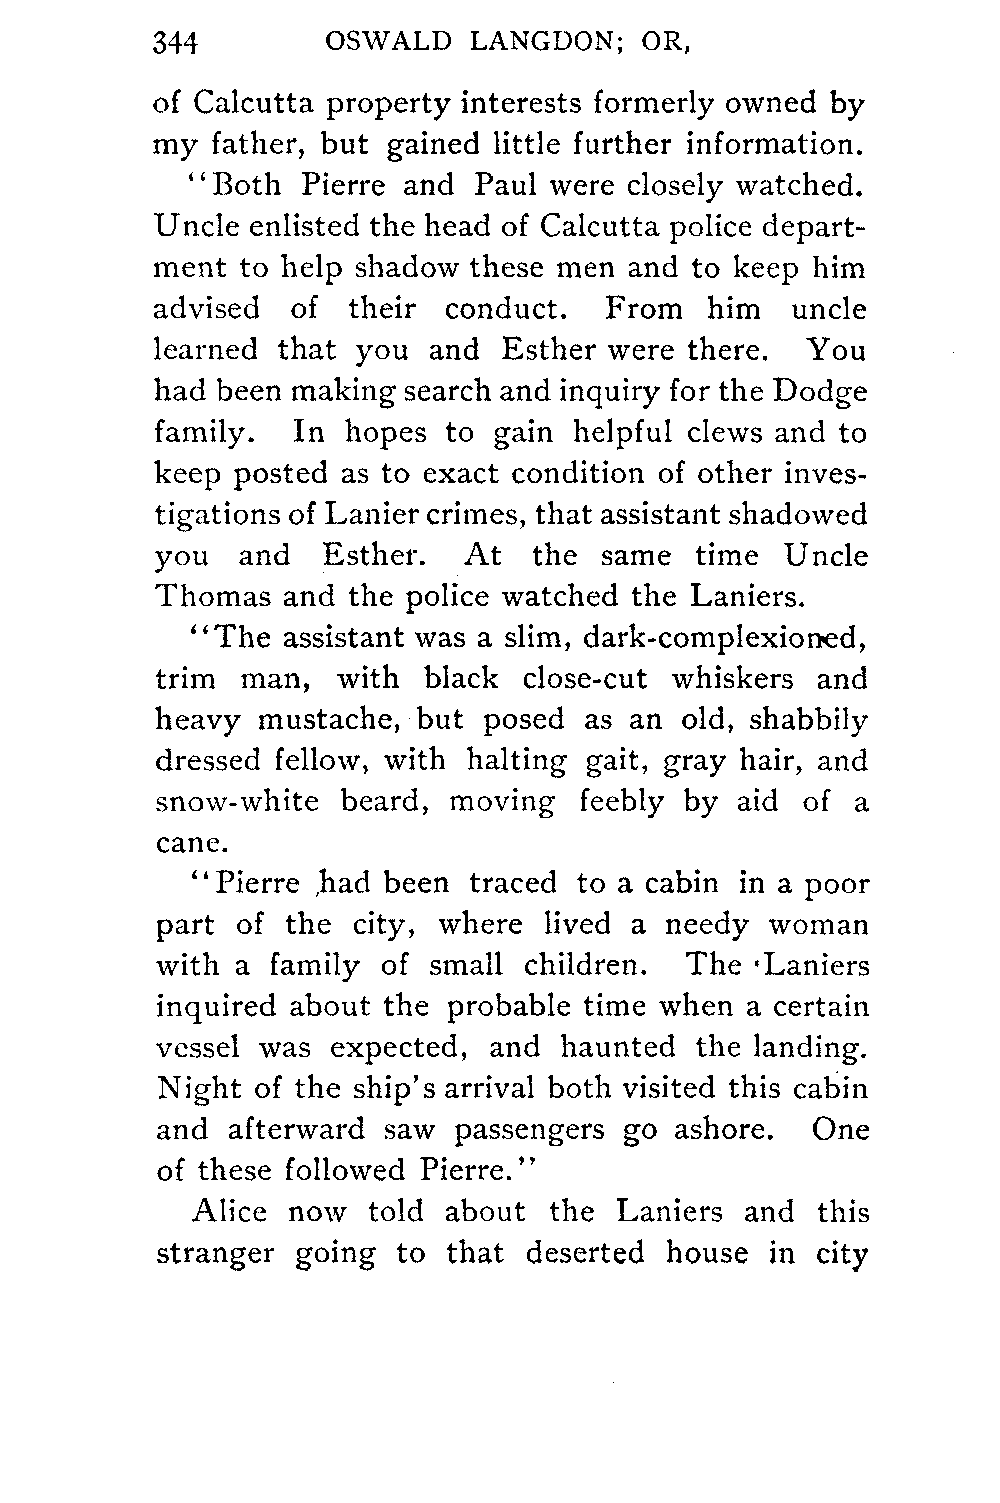 344 OSWALD LANGDON; OR,
of Calcutta property interests formerly owned by
my father, but gained little further information.
"Both Pierre and Paul were closely watched.
Uncle enlisted the head of Calcutta police depart-
ment to help shadow these men and to keep him
advised of their conduct. From him uncle
learned that you and Esther were there. You
had been making search and inquiry for the Dodge
family. In hopes to gain helpful clews and to
keep posted as to exact condition of other inves-
tigations of Lanier crimes, that assistant shadowed
you and Esther. At the same time Uncle
Thomas and the police watched the Laniers.
"The assistant was a slim, dark-complexioned,
trim man, with black close-cut whiskers and
heavy mustache, but posed as an old, shabbily
dressed fellow, with halting gait, gray hair, and
snow-white beard, moving feebly by aid of a
cane.
"Pierre had been traced to a cabin in a poor
part of the city, where lived a needy woman
with a family of small children. The Laniers
inquired about the probable time when a certain
vessel was expected, and haunted the landing.
Night of the ship's arrival both visited this cabin
and afterward saw passengers go ashore. One
of these followed Pierre."
Alice now told about the Laniers and this
stranger going to that deserted house in city